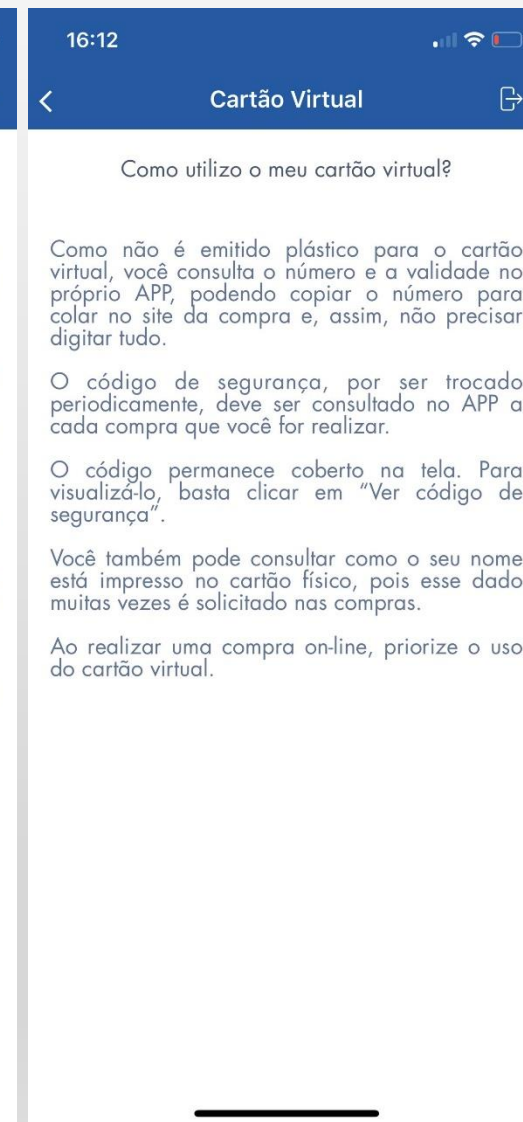 16:12
Cartão Virtual
Como utilizo o meu cartão virtual?
Como não é emitido plástico para o cartão
virtual, você consulta o número e a validade no
próprio APP, podendo copiar o número para
colar no site da compra e, assim, não precisar
digitar tudo.
O código de segurança, por ser trocado
periodicamente, deve ser consultado no APP a
cada compra que você for realizar.
O código permanece coberto na tela. Para
visualizá-lo, basta clicar em “Ver código de
segurança”.
Você também pode consultar como o seu nome
está impresso no cartão físico, pois esse dado
muitas vezes é solicitado nas compras.
Ao realizar uma compra on-line, priorize o uso
do cartão virtual.